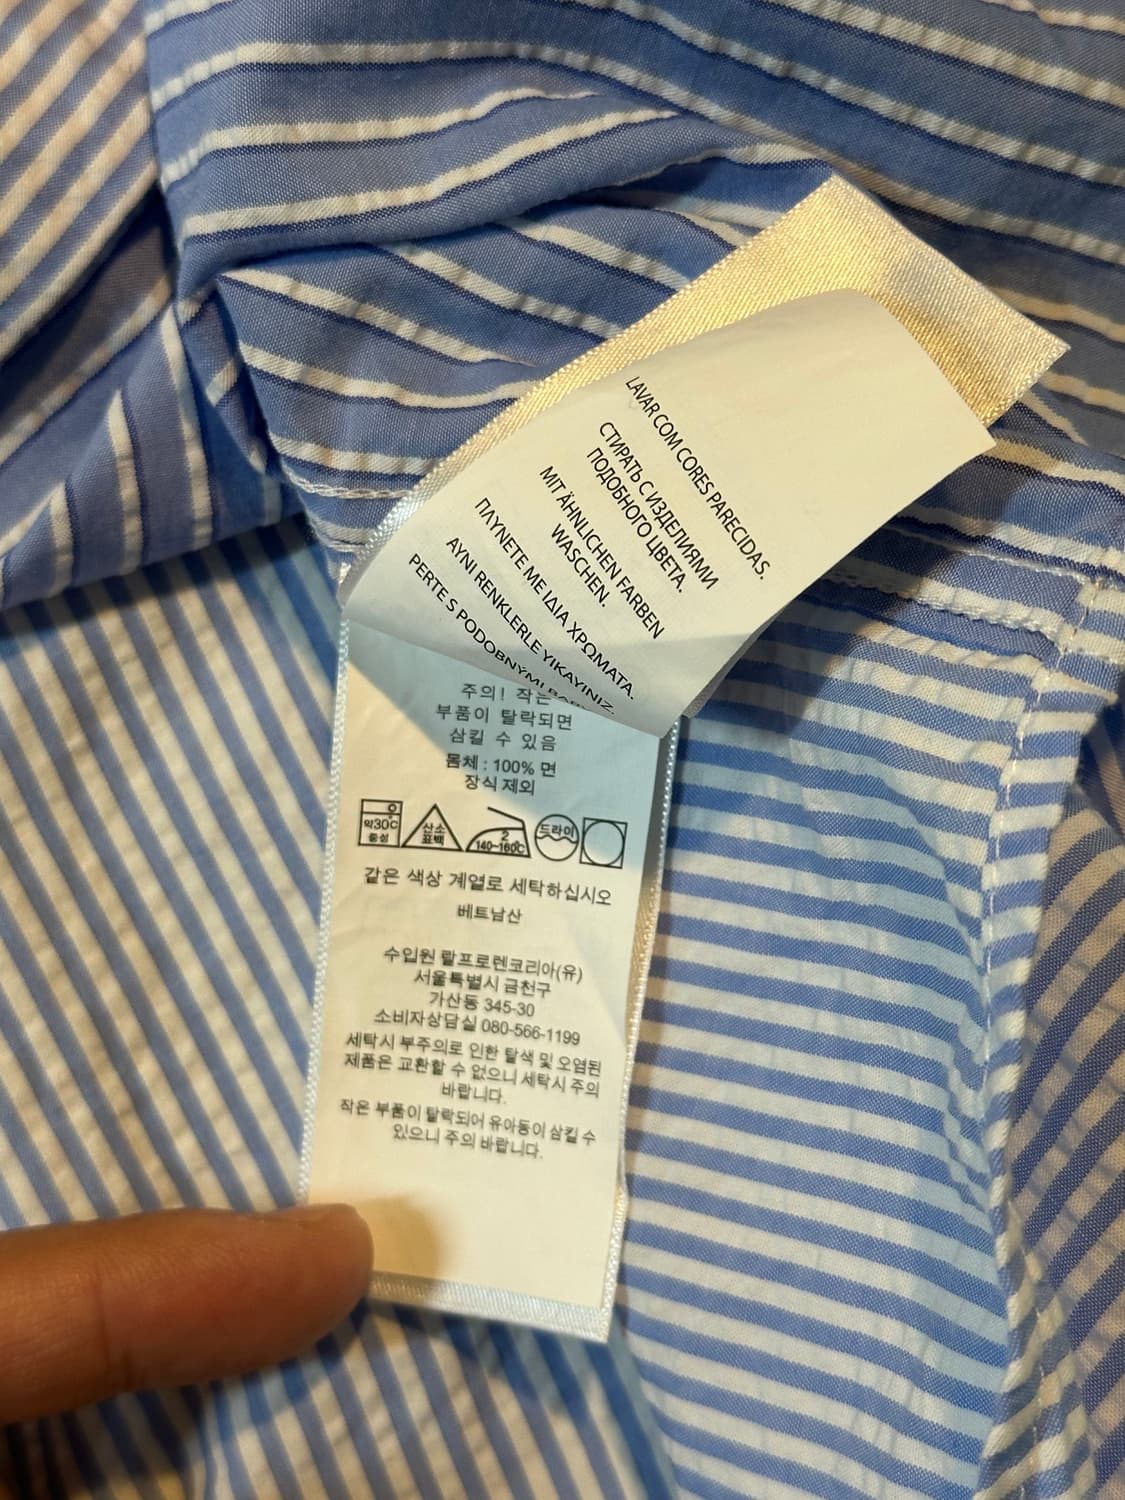 LAVAR COM CORES PARECIDAS.
СТИРАТЬ С ИЗДЕЛИЯМИ
ПОДОБНОГО ЦВЕТА.
MIT ÄHNLICHEN FARBEN
WASCHEN.
ΠΛΥΝΕΤΕ ΜΕ ΙΔΙΑ ΧΡΩΜΑΤΑ.
AYNI RENKLERLE YIKAYINIZ.
PERTE S PODOBNÝMI
주의! 작은
부품이 탈락되면
삼킬 수 있음
몸체 : 100% 면
장식 제외
약30℃
중성
산소
표백
2
140~160℃
드라이
같은 색상 계열로 세탁하십시오
베트남산
수입원 랄프로렌코리아(유)
서울특별시 금천구
가산동 345-30
소비자상담실 080-566-1199
세탁시 부주의로 인한 탈색 및 오염된
제품은 교환할 수 없으니 세탁시 주의
바랍니다.
작은 부품이 탈락되어 유아동이 삼킬 수
있으니 주의 바랍니다.